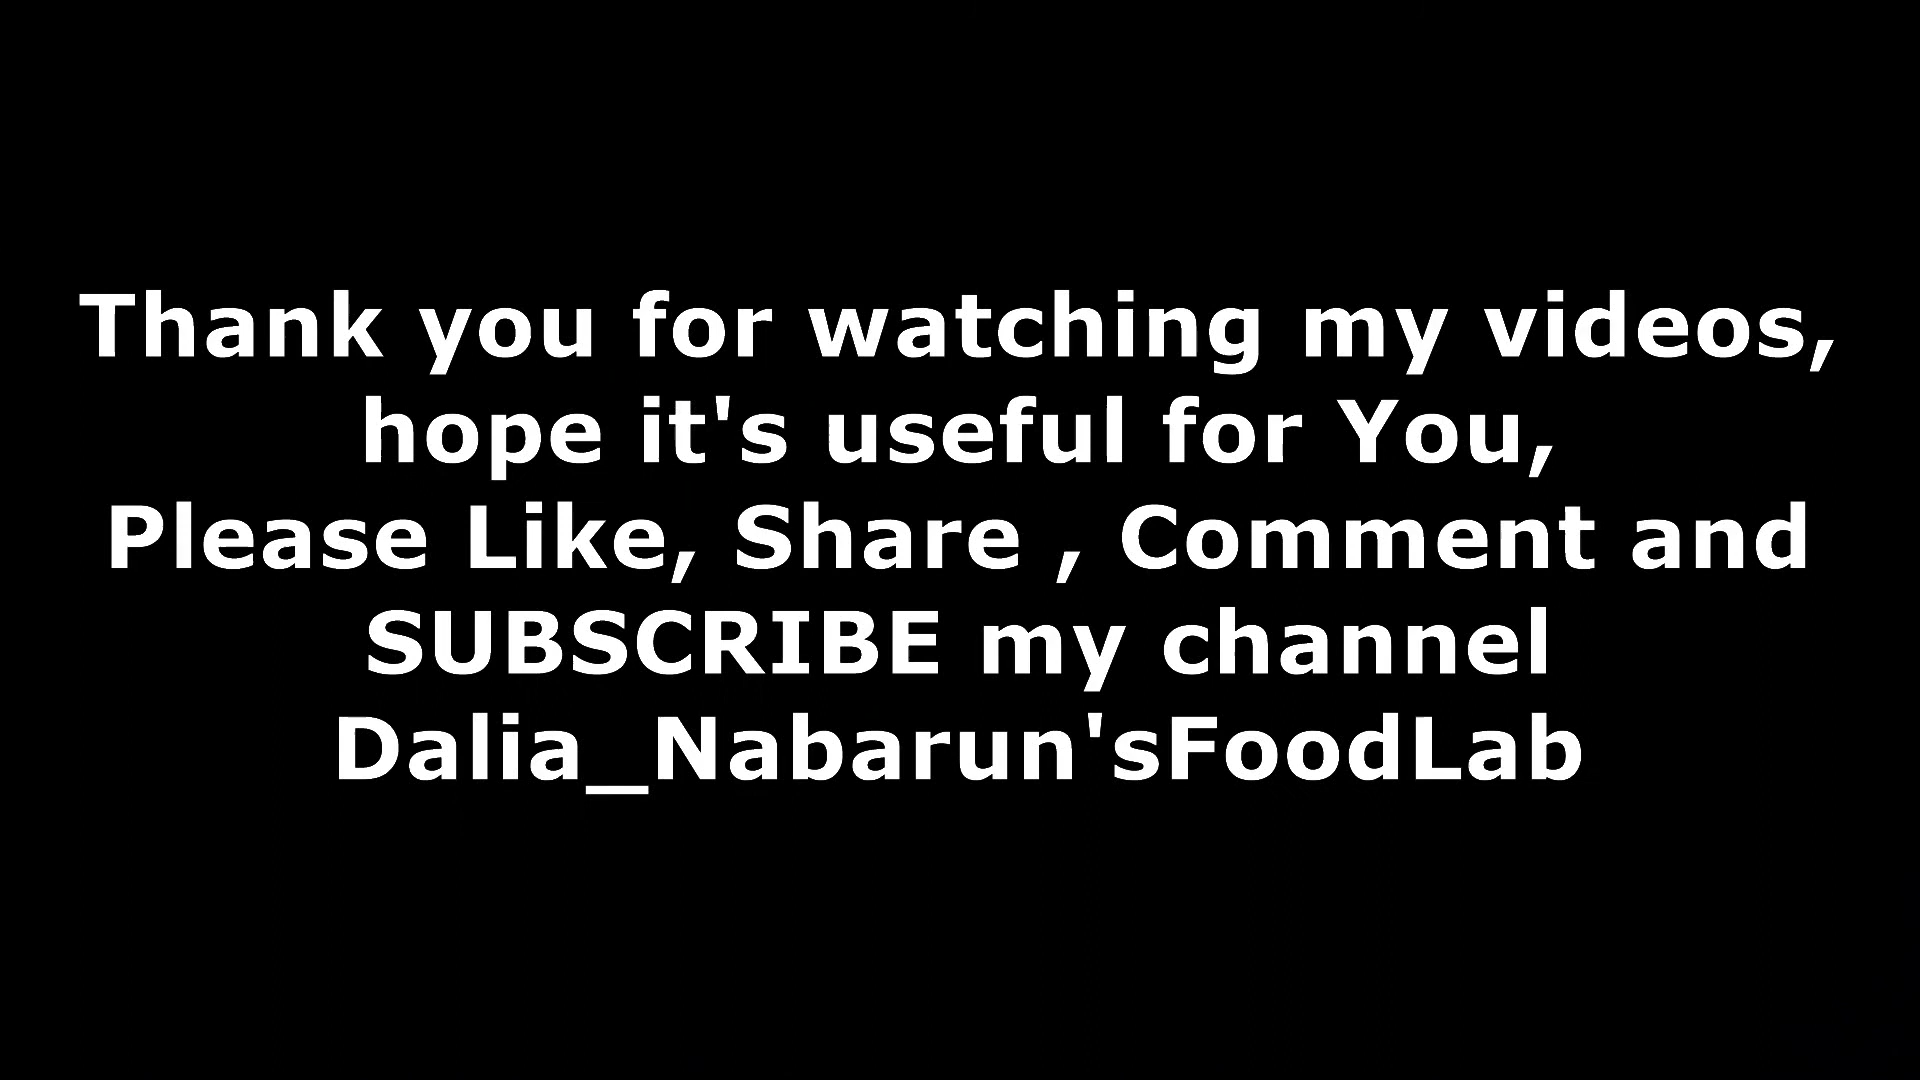 Thank you for watching my videos,
hope it's useful for You,
Please Like, Share , Comment and
SUBSCRIBE my channel
Dalia_Nabarun'sFoodLab